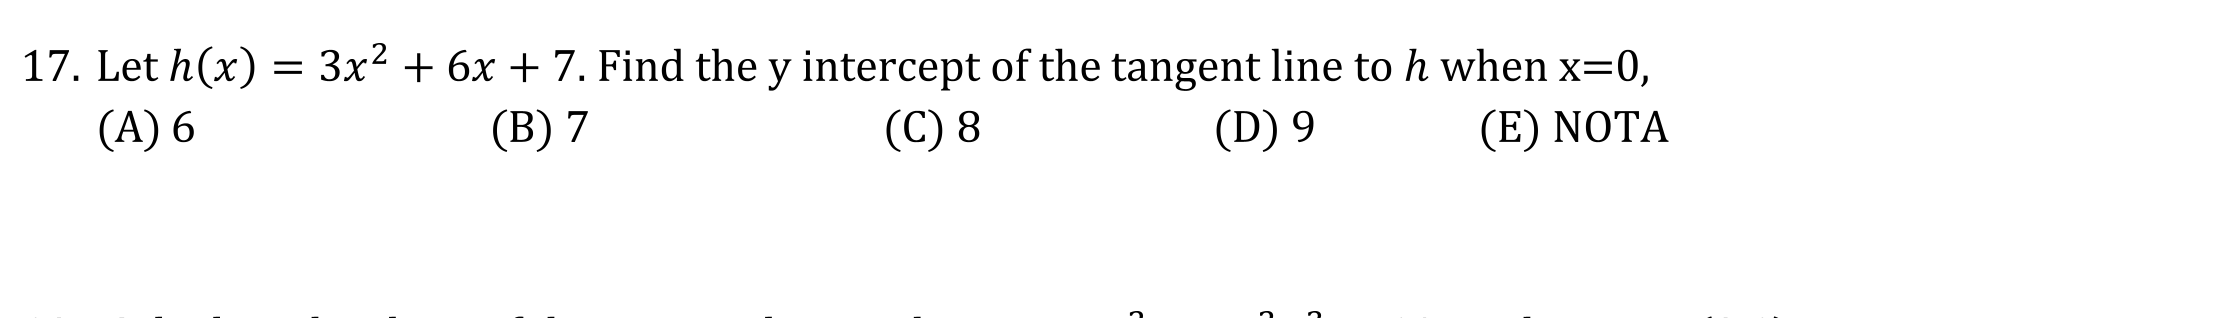 17. Let h(x) = 3x² + 6x + 7. Find the y intercept of the tangent line to h when x=0,
(A) 6 (B) 7 (C) 8 (D) 9 (E) NOTA